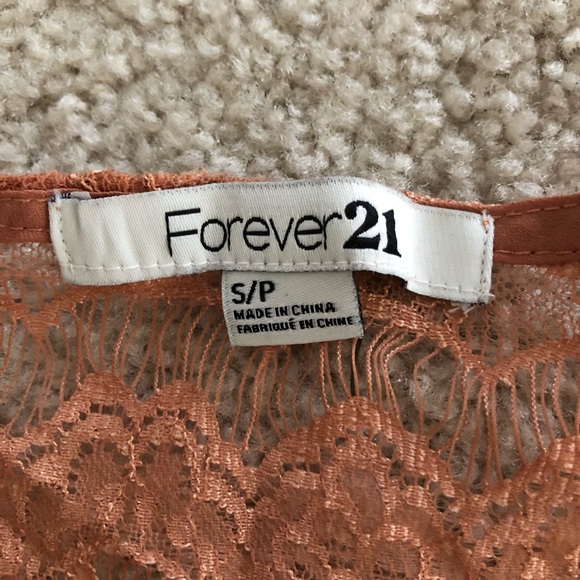 Forever21
S/P
MADE IN CHINA
FABRIQUÉ EN CHINE